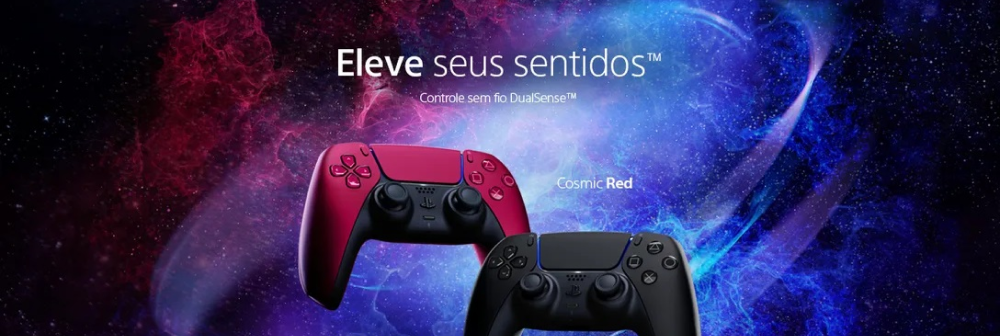 Eleve seus sentidos™
Controle sem fio DualSense™
Cosmic Red